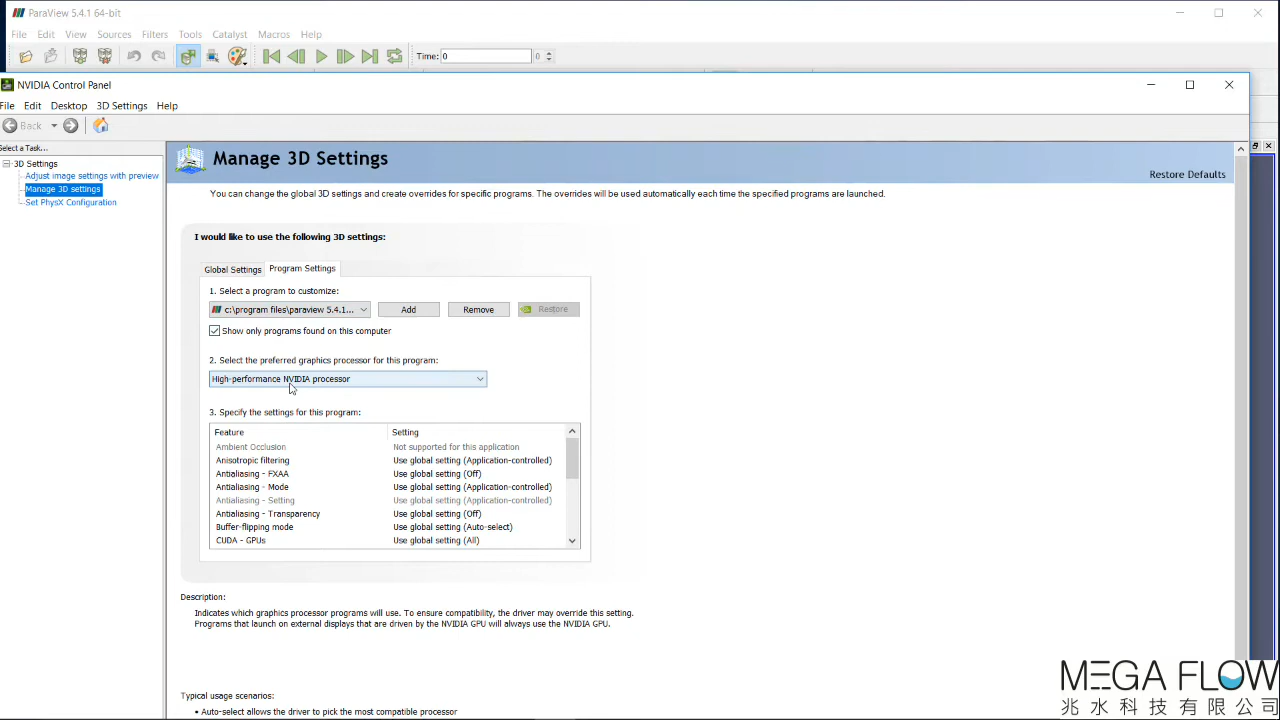 ParaView 5.4.1 64-bit
File Edit View Sources Filters Tools Catalyst Macros Help
Time: 0 0
NVIDIA Control Panel
File Edit Desktop 3D Settings Help
Back
Select a Task...
3D Settings
Adjust image settings with preview
Manage 3D settings
Set PhysX Configuration
Manage 3D Settings
Restore Defaults
You can change the global 3D settings and create overrides for specific programs. The overrides will be used automatically each time the specified programs are launched.
I would like to use the following 3D settings:
Global Settings Program Settings
1. Select a program to customize:
c:\program files\paraview 5.4.1... Add Remove Restore
Show only programs found on this computer
2. Select the preferred graphics processor for this program:
High-performance NVIDIA processor
3. Specify the settings for this program:
Feature Setting
Ambient Occlusion Not supported for this application
Anisotropic filtering Use global setting (Application-controlled)
Antialiasing - FXAA Use global setting (Off)
Antialiasing - Mode Use global setting (Application-controlled)
Antialiasing - Setting Use global setting (Application-controlled)
Antialiasing - Transparency Use global setting (Off)
Buffer-flipping mode Use global setting (Auto-select)
CUDA - GPUs Use global setting (All)
Description:
Indicates which graphics processor programs will use. To ensure compatibility, the driver may override this setting.
Programs that launch on external displays that are driven by the NVIDIA GPU will always use the NVIDIA GPU.
Typical usage scenarios:
• Auto-select allows the driver to pick the most compatible processor
MEGA FLOW
兆水科技有限公司